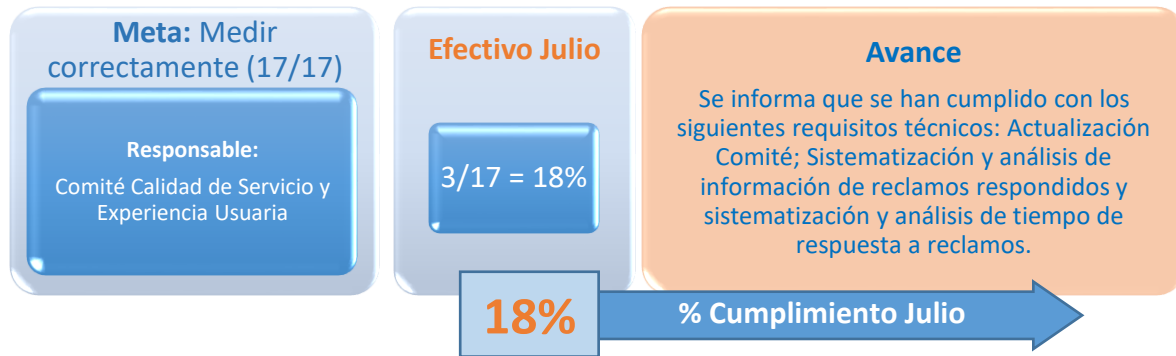 Meta: Medir
correctamente (17/17)
Responsable:
Comité Calidad de Servicio y
Experiencia Usuaria
Efectivo Julio
3/17 = 18%
Avance
Se informa que se han cumplido con los
siguientes requisitos técnicos: Actualización
Comité; Sistematización y análisis de
información de reclamos respondidos y
sistematización y análisis de tiempo de
respuesta a reclamos.
18%
% Cumplimiento Julio